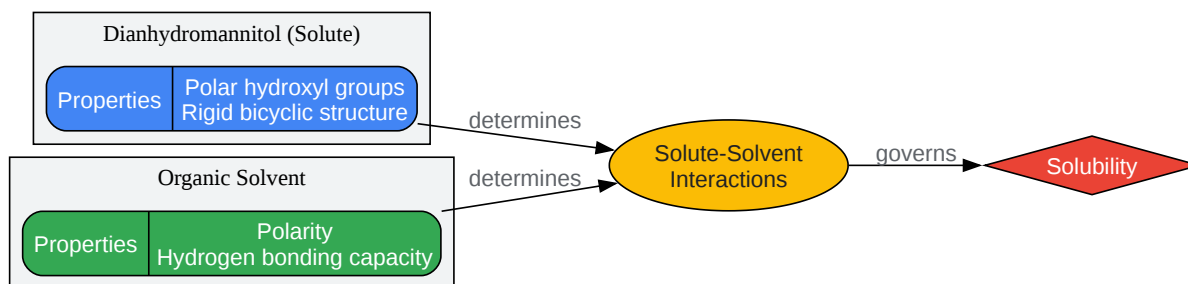 Dianhydromannitol (Solute)
Properties
Polar hydroxyl groups
Rigid bicyclic structure
determines
Organic Solvent
Properties
Polarity
Hydrogen bonding capacity
determines
Solute-Solvent
Interactions
governs
Solubility